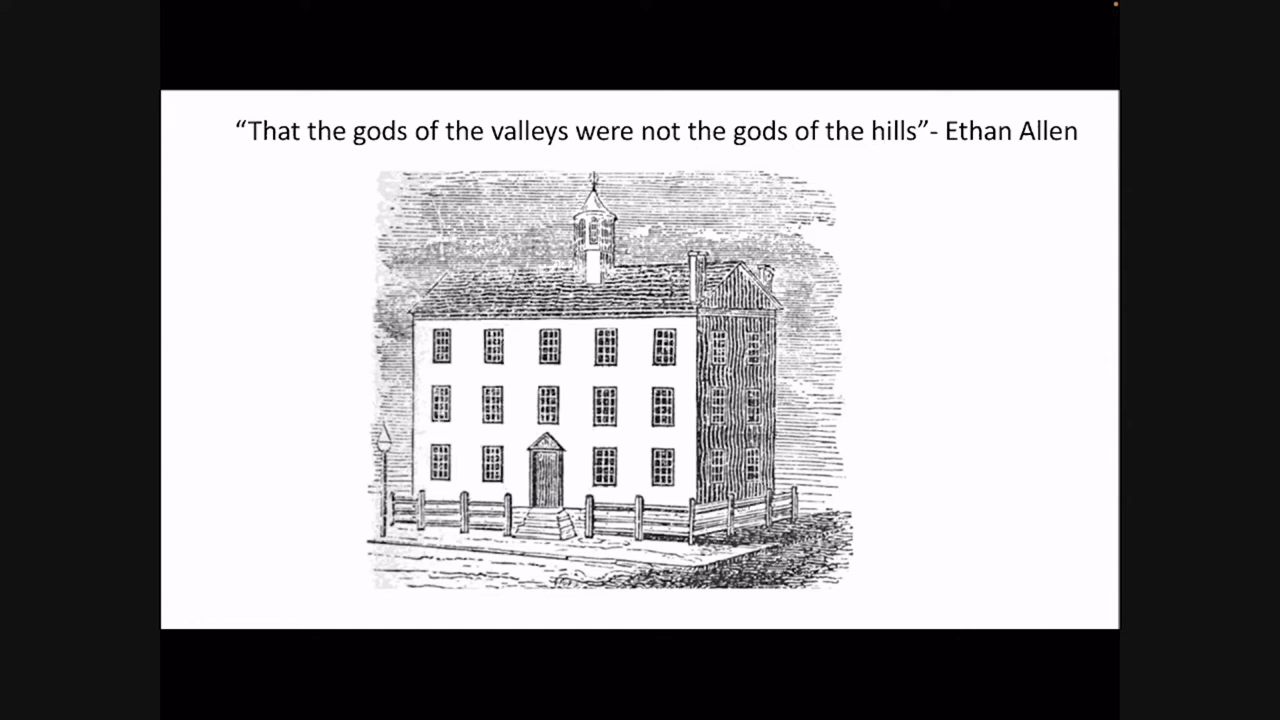 “That the gods of the valleys were not the gods of the hills”- Ethan Allen